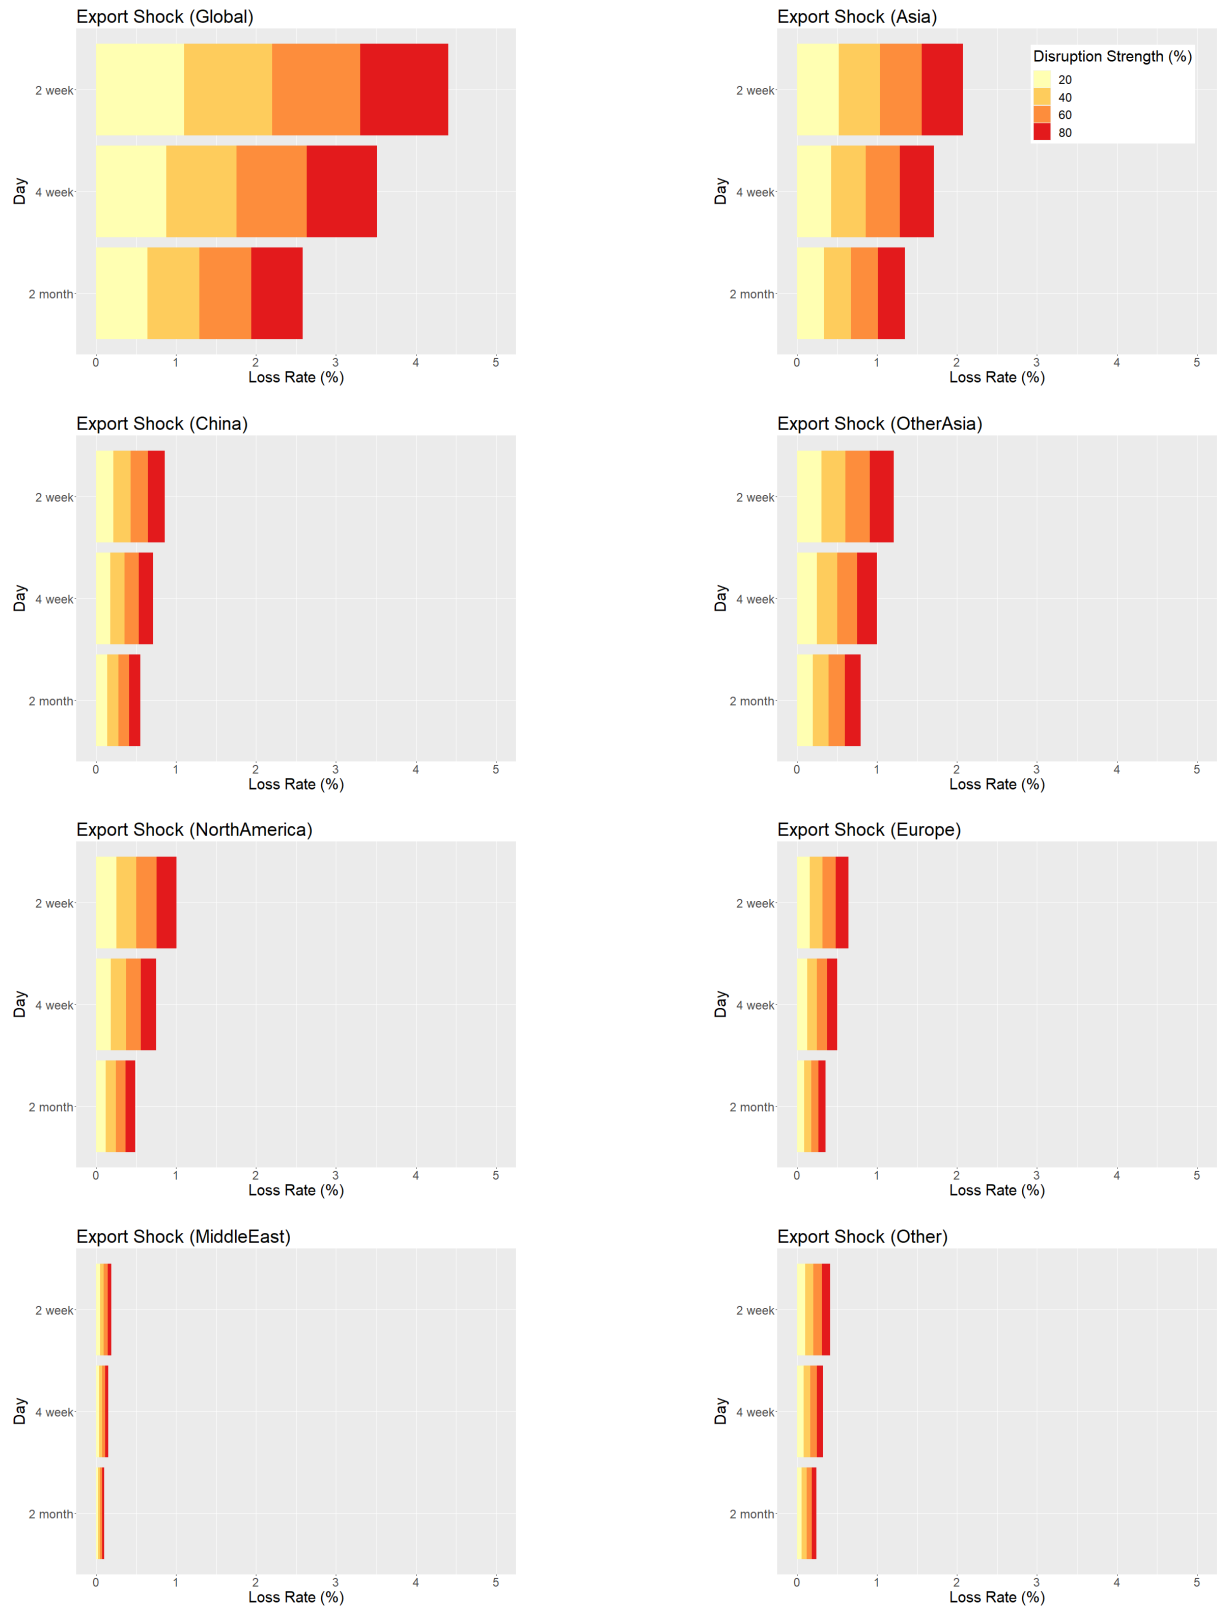 Export Shock (Global)
Day
2 week
4 week
2 month
0 1 2 3 4 5
Loss Rate (%)
Export Shock (Asia)
Disruption Strength (%)
20
40
60
80
Day
2 week
4 week
2 month
0 1 2 3 4 5
Loss Rate (%)
Export Shock (China)
Day
2 week
4 week
2 month
0 1 2 3 4 5
Loss Rate (%)
Export Shock (OtherAsia)
Day
2 week
4 week
2 month
0 1 2 3 4 5
Loss Rate (%)
Export Shock (NorthAmerica)
Day
2 week
4 week
2 month
0 1 2 3 4 5
Loss Rate (%)
Export Shock (Europe)
Day
2 week
4 week
2 month
0 1 2 3 4 5
Loss Rate (%)
Export Shock (MiddleEast)
Day
2 week
4 week
2 month
0 1 2 3 4 5
Loss Rate (%)
Export Shock (Other)
Day
2 week
4 week
2 month
0 1 2 3 4 5
Loss Rate (%)